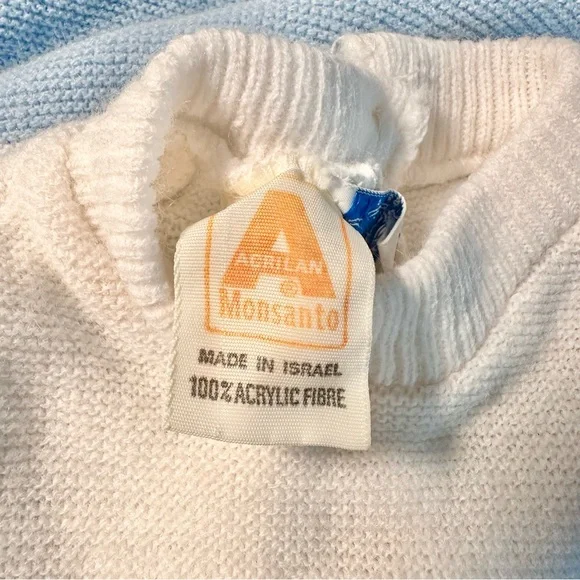 A
ACRILAN
®
Monsanto
MADE IN ISRAEL
100% ACRYLIC FIBRE